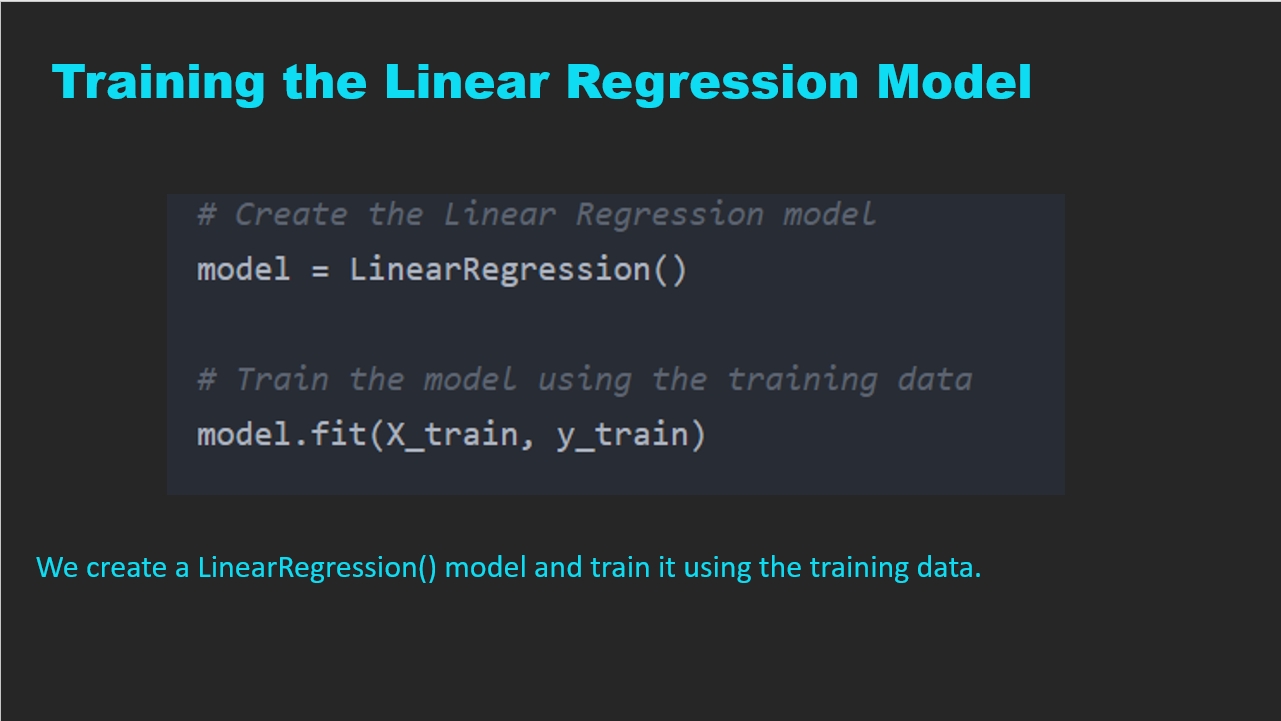 Training the Linear Regression Model
# Create the Linear Regression model
model = LinearRegression()
# Train the model using the training data
model.fit(X_train, y_train)
We create a LinearRegression() model and train it using the training data.